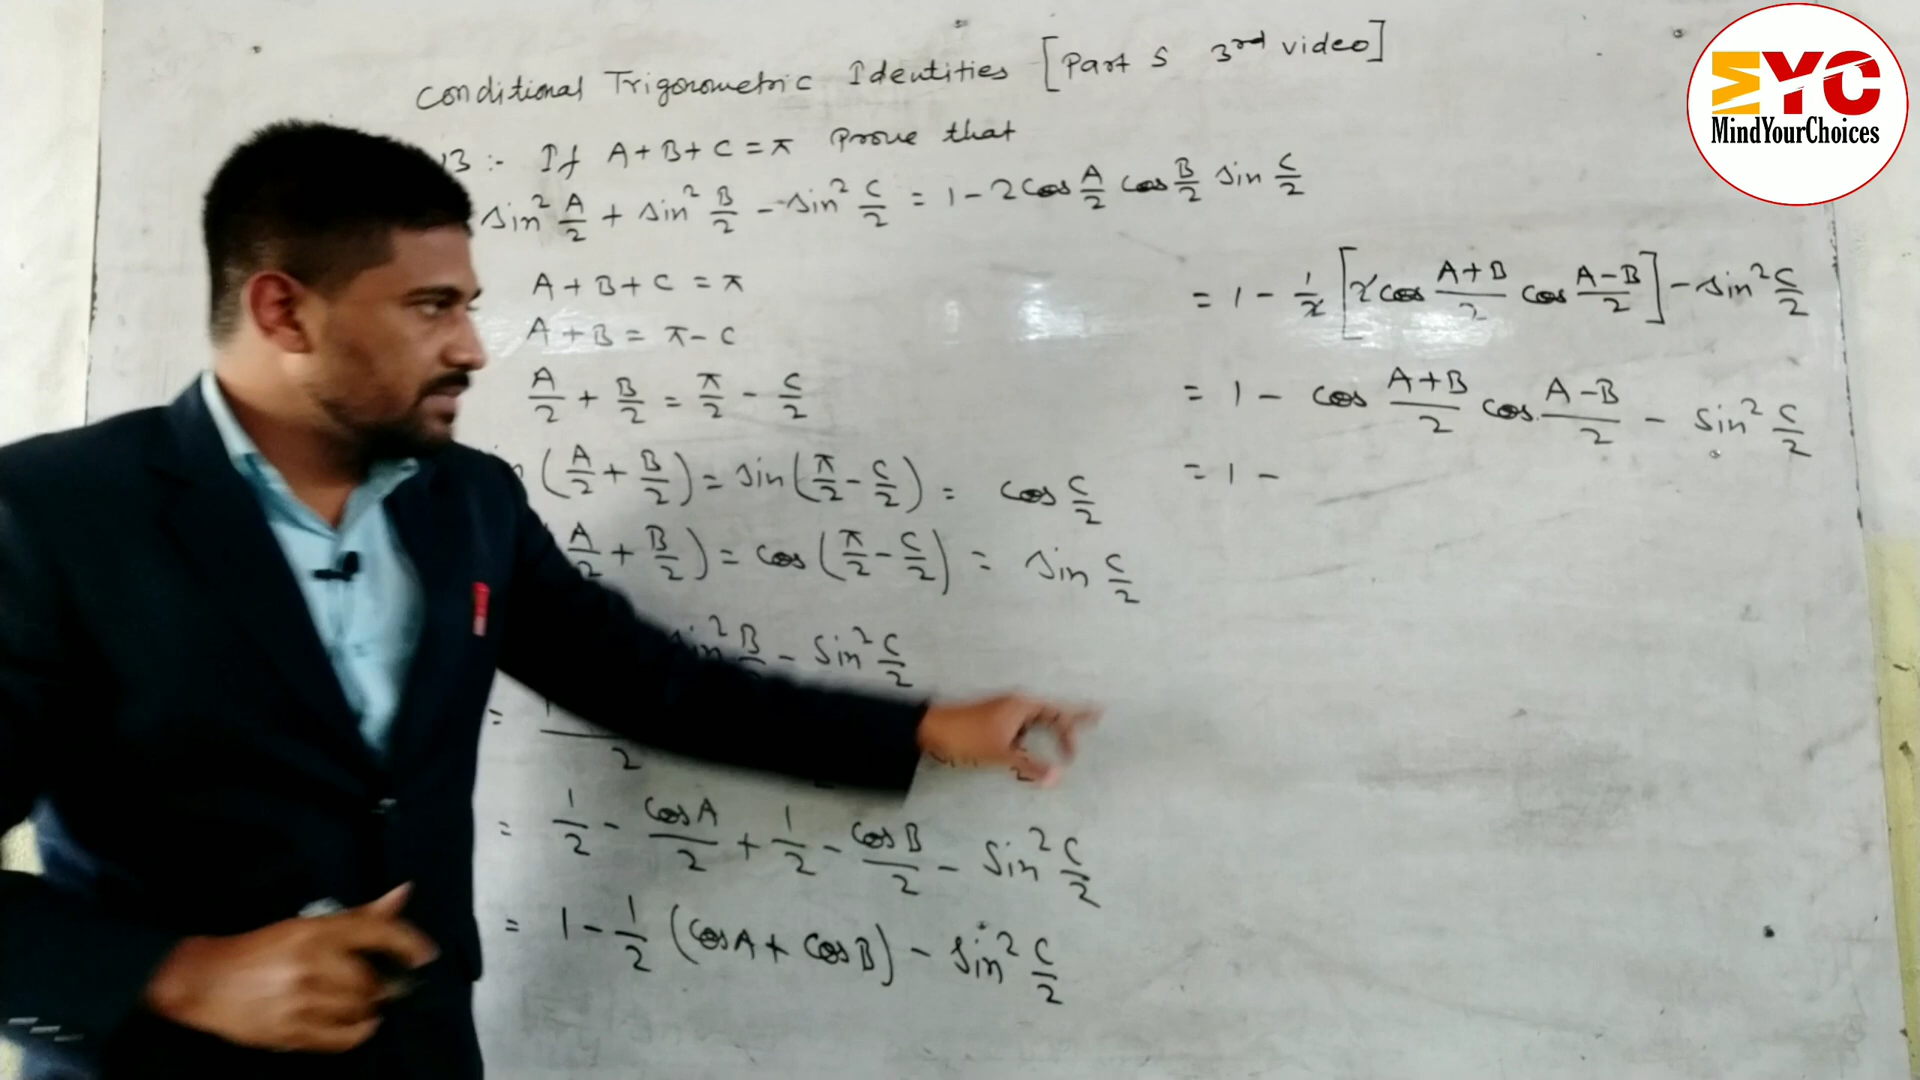 Conditional Trigonometric Identities [Part 5 3rd video]
3 :- If A+B+C = π Prove that
sin² A/2 + sin² B/2 - sin² C/2 = 1 - 2 cos A/2 cos B/2 sin C/2
A+B+C = π
A+B = π-C
A/2 + B/2 = π/2 - C/2
(A/2 + B/2) = sin (π/2 - C/2) = cos C/2
A/2 + B/2) = cos (π/2 - C/2) = sin C/2
sin² B/2 - sin² C/2
= 2
= 1/2 - cos A/2 + 1/2 - cos B/2 - sin² C/2
= 1 - 1/2 (cos A + cos B) - sin² C/2
= 1 - 1/2 [2 cos A+B/2 cos A-B/2] - sin² C/2
= 1 - cos A+B/2 cos A-B/2 - sin² C/2
= 1 -
MYC
MindYourChoices